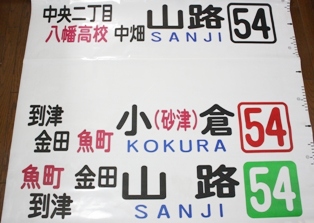 中央二丁目 山路 54
八幡高校 中畑 SANJI
到津 小(砂津)倉 54
金田 魚町 KOKURA
魚町 金田 山路 54
到津 SANJI